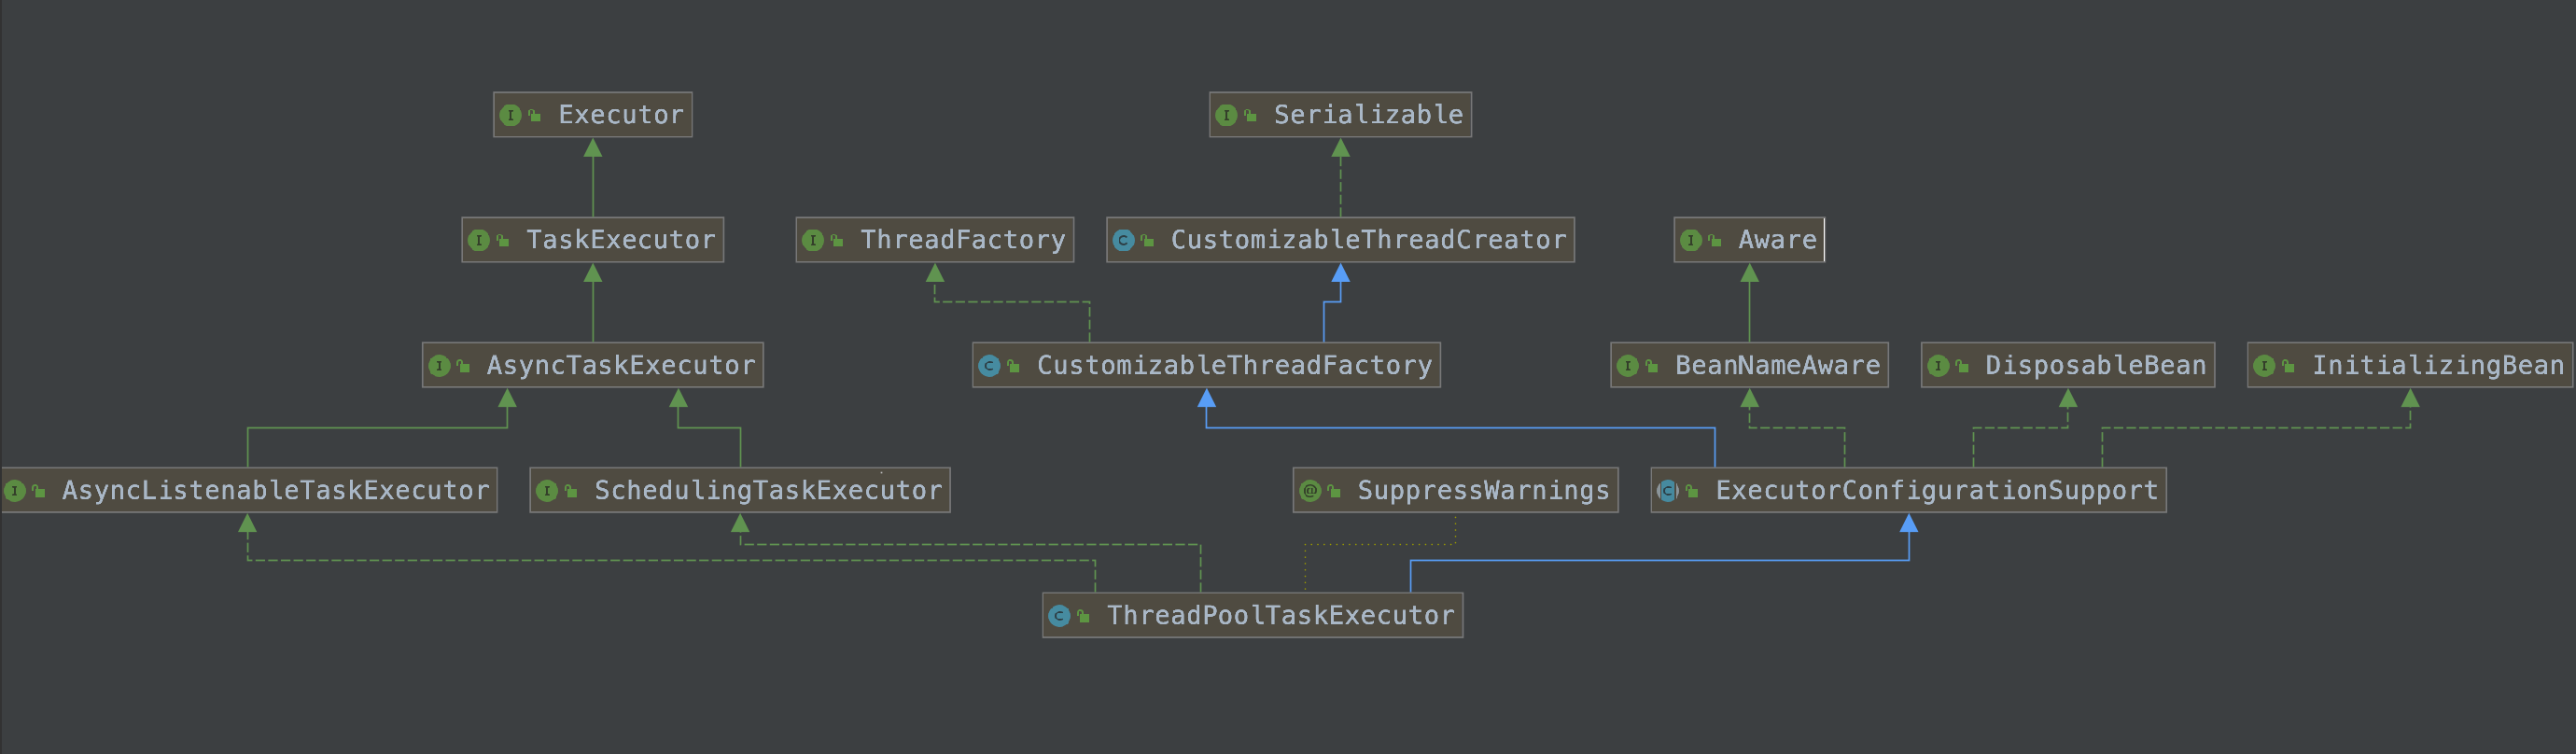 Executor
Serializable
TaskExecutor
ThreadFactory
CustomizableThreadCreator
Aware
AsyncTaskExecutor
CustomizableThreadFactory
BeanNameAware
DisposableBean
InitializingBean
AsyncListenableTaskExecutor
SchedulingTaskExecutor
SuppressWarnings
ExecutorConfigurationSupport
ThreadPoolTaskExecutor